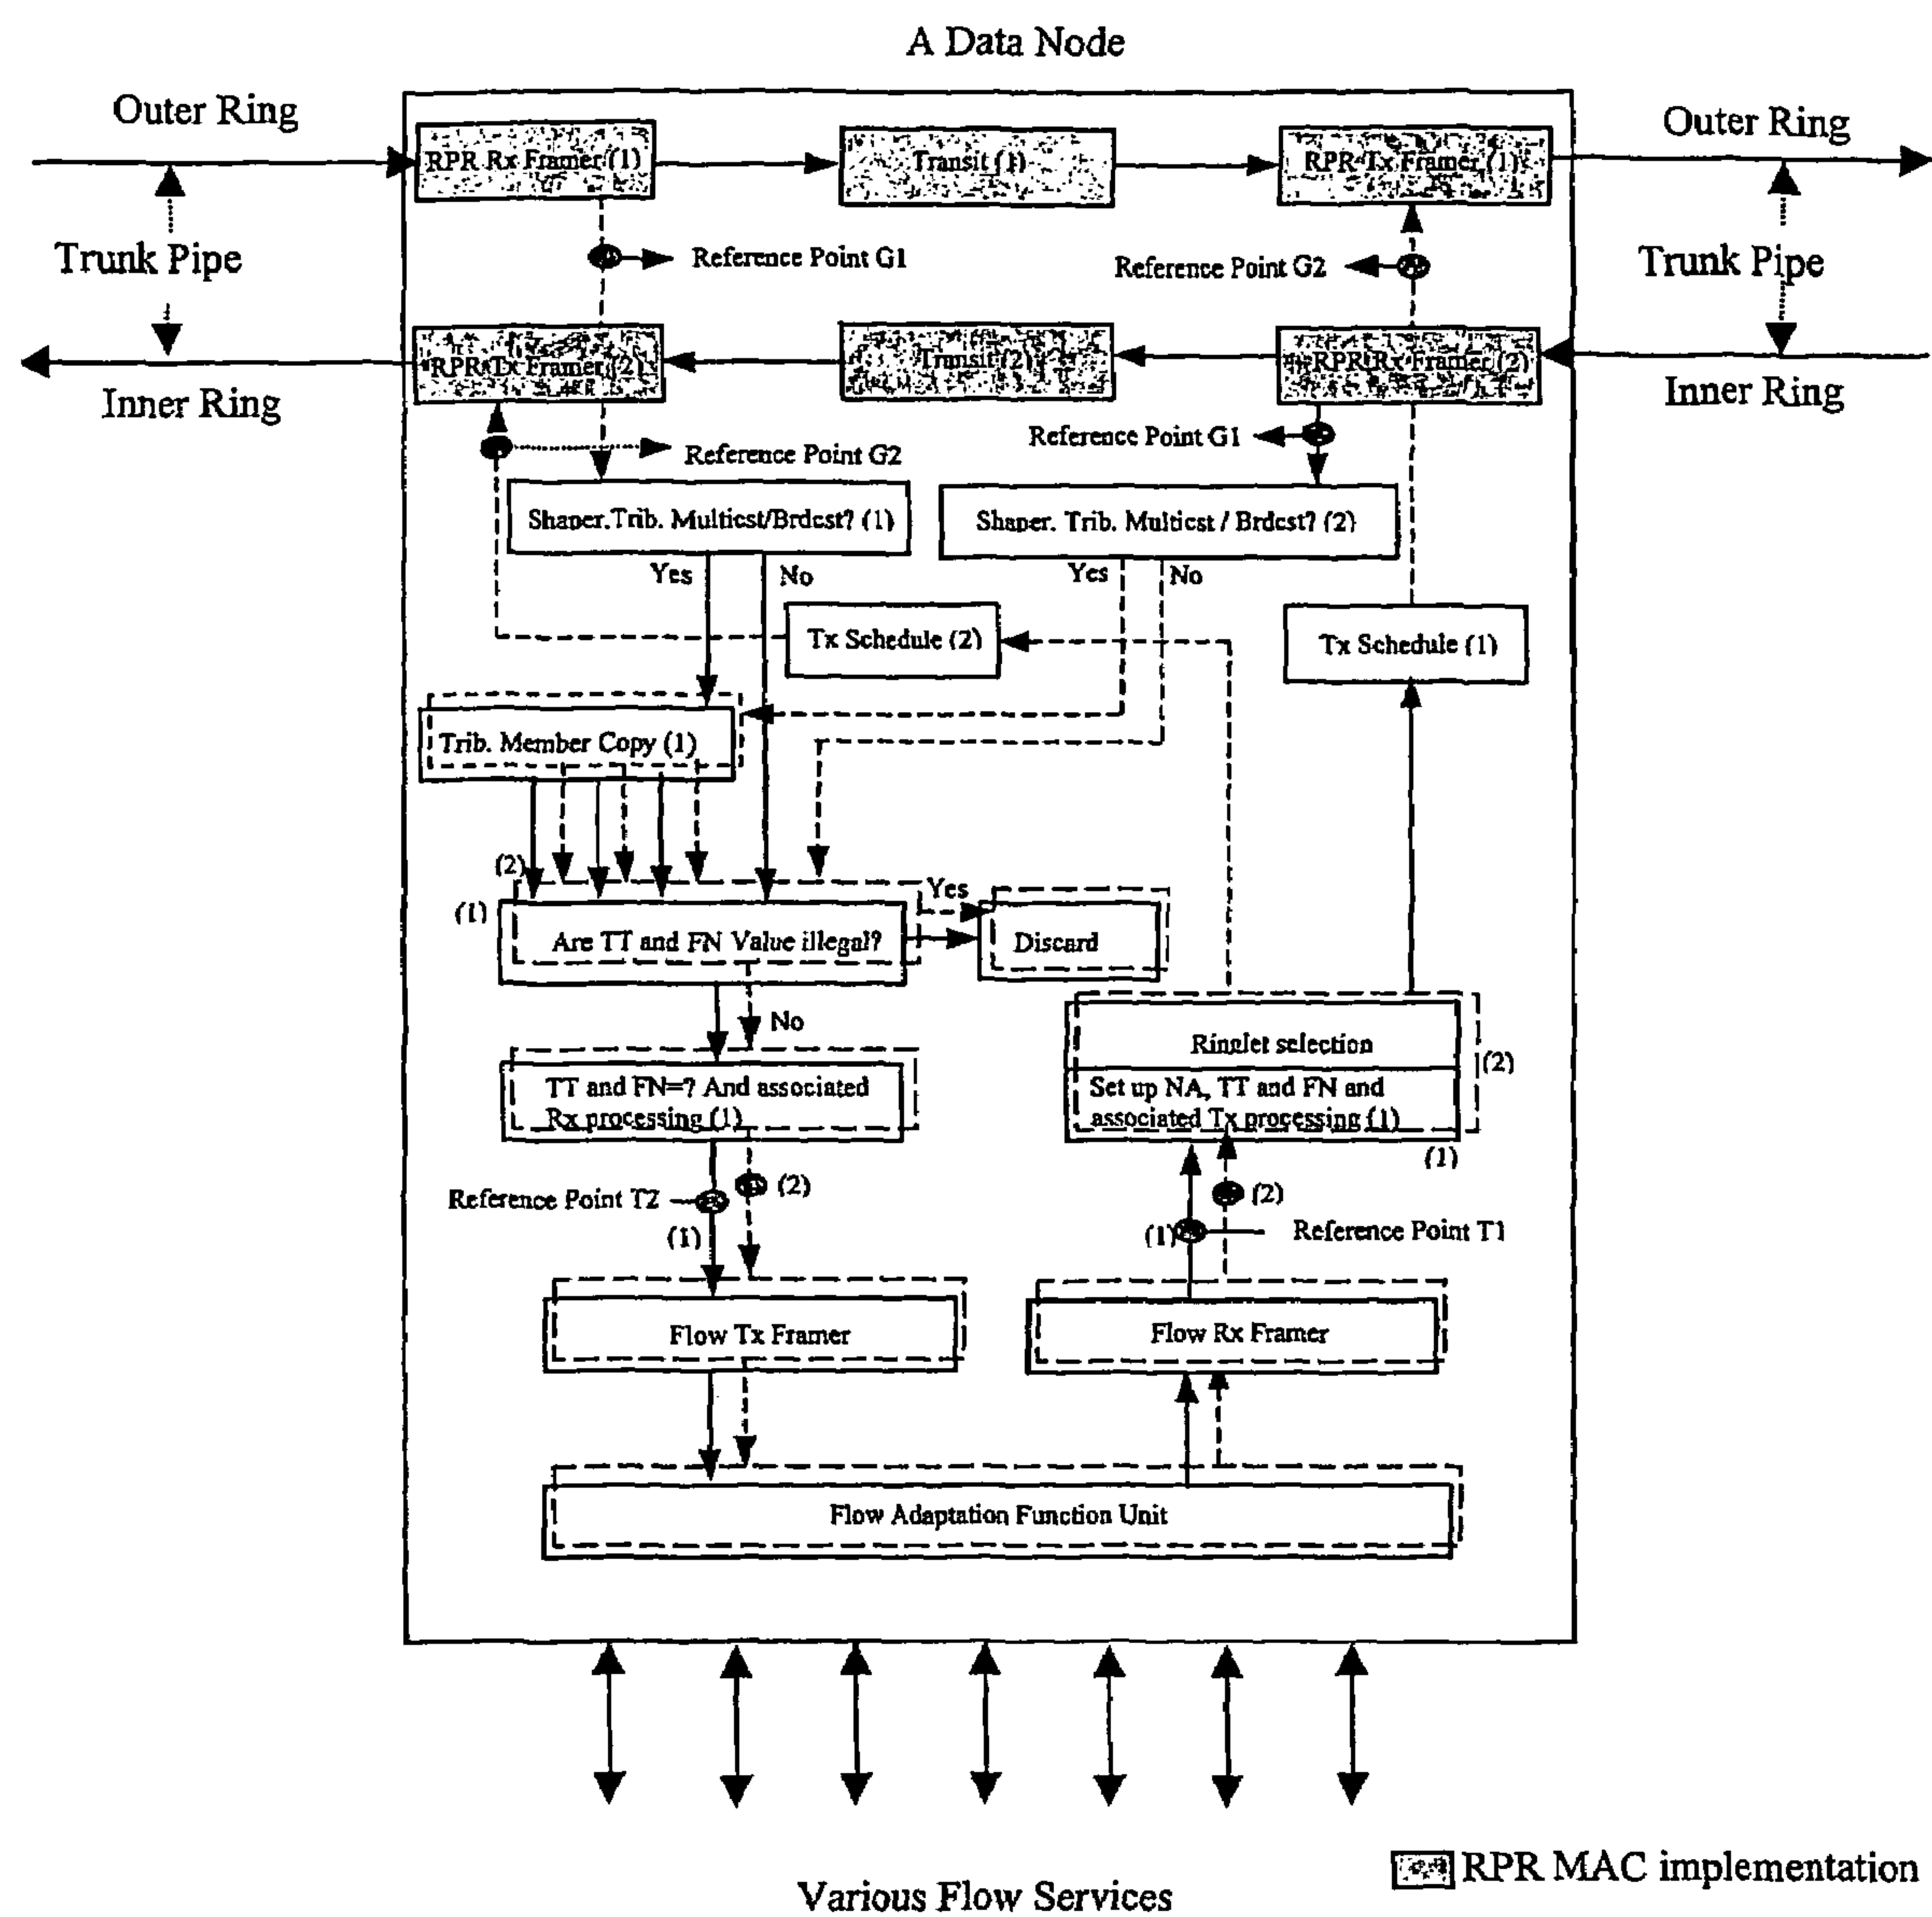 A Data Node
Outer Ring
Outer Ring
RPR Rx Framer (1)
Transit (1)
RPR Tx Framer (1)
Trunk Pipe
Reference Point G1
Reference Point G2
Trunk Pipe
RPR Tx Framer (2)
Transit (2)
RPR Rx Framer (2)
Inner Ring
Inner Ring
Reference Point G2
Reference Point G1
Shaper.Trib. Multicst/Brdcst? (1)
Shaper. Trib. Multicst / Brdcst? (2)
Yes
No
Yes
No
Tx Schedule (2)
Tx Schedule (1)
Trib. Member Copy (1)
(2)
(1)
Yes
Are TT and FN Value illegal?
Discard
No
Ringlet selection
(2)
TT and FN=? And associated
Rx processing (1)
Set up NA, TT and FN and
associated Tx processing (1)
(1)
Reference Point T2
(2)
(1)
(2)
(1)
Reference Point T1
Flow Tx Framer
Flow Rx Framer
Flow Adaptation Function Unit
RPR MAC implementation
Various Flow Services